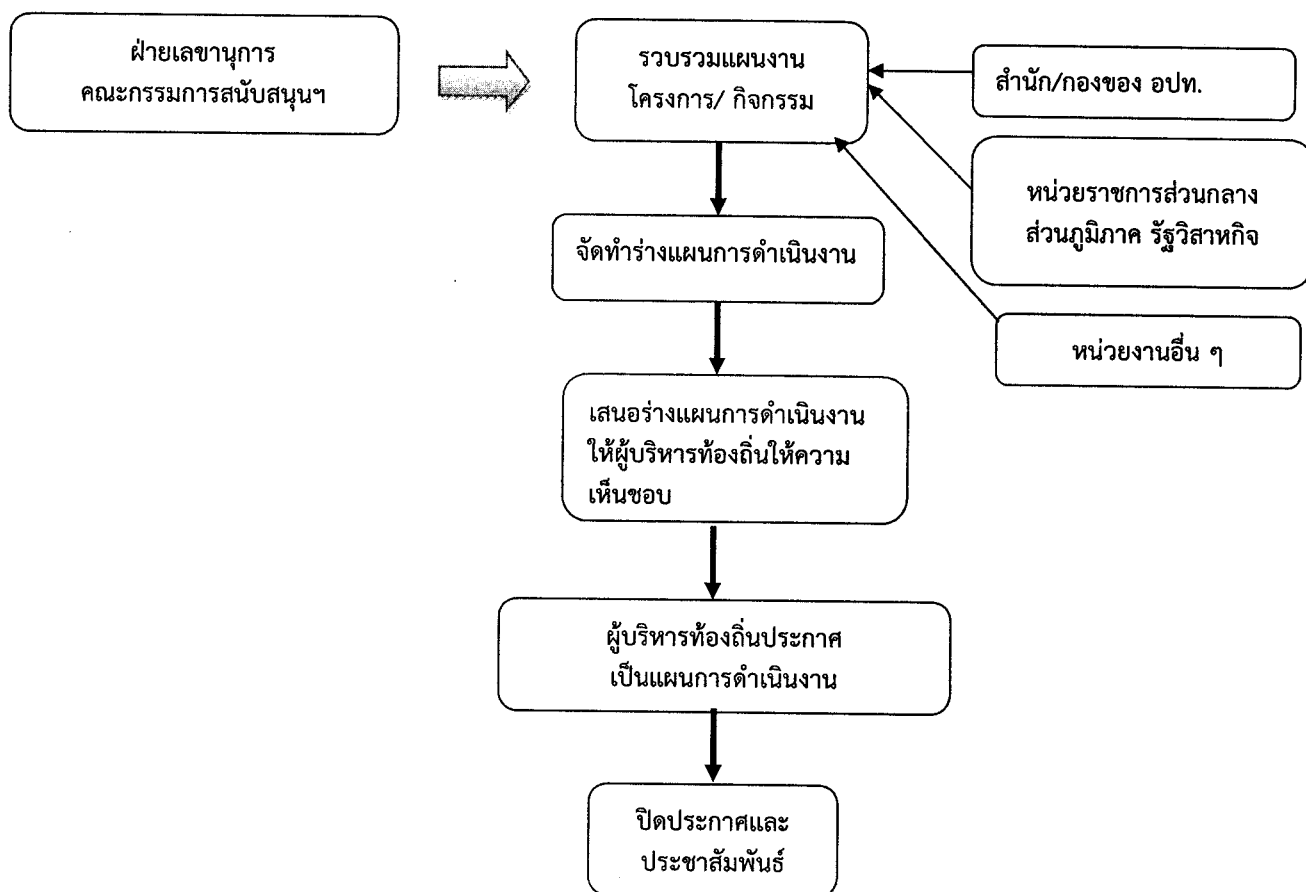 ฝ่ายเลขานุการ
คณะกรรมการสนับสนุนฯ
รวบรวมแผนงาน
โครงการ/ กิจกรรม
สำนัก/กองของ อปท.
หน่วยราชการส่วนกลาง
ส่วนภูมิภาค รัฐวิสาหกิจ
หน่วยงานอื่น ๆ
จัดทำร่างแผนการดำเนินงาน
เสนอร่างแผนการดำเนินงาน
ให้ผู้บริหารท้องถิ่นให้ความ
เห็นชอบ
ผู้บริหารท้องถิ่นประกาศ
เป็นแผนการดำเนินงาน
ปิดประกาศและ
ประชาสัมพันธ์